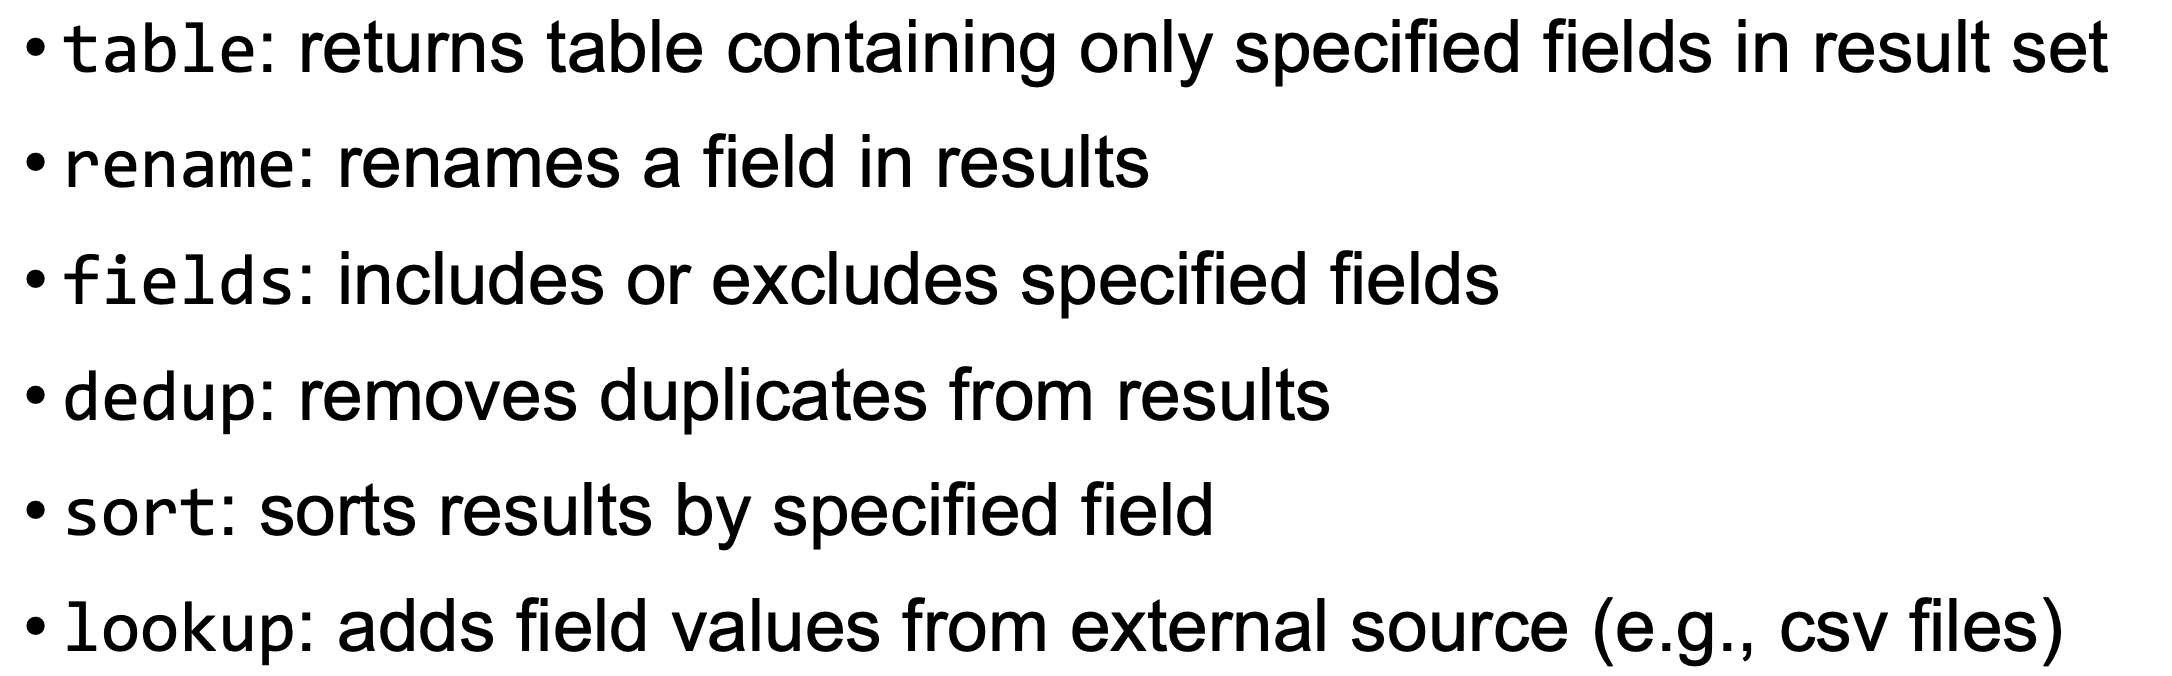 • table: returns table containing only specified fields in result set
• rename: renames a field in results
• fields: includes or excludes specified fields
• dedup: removes duplicates from results
• sort: sorts results by specified field
• lookup: adds field values from external source (e.g., csv files)